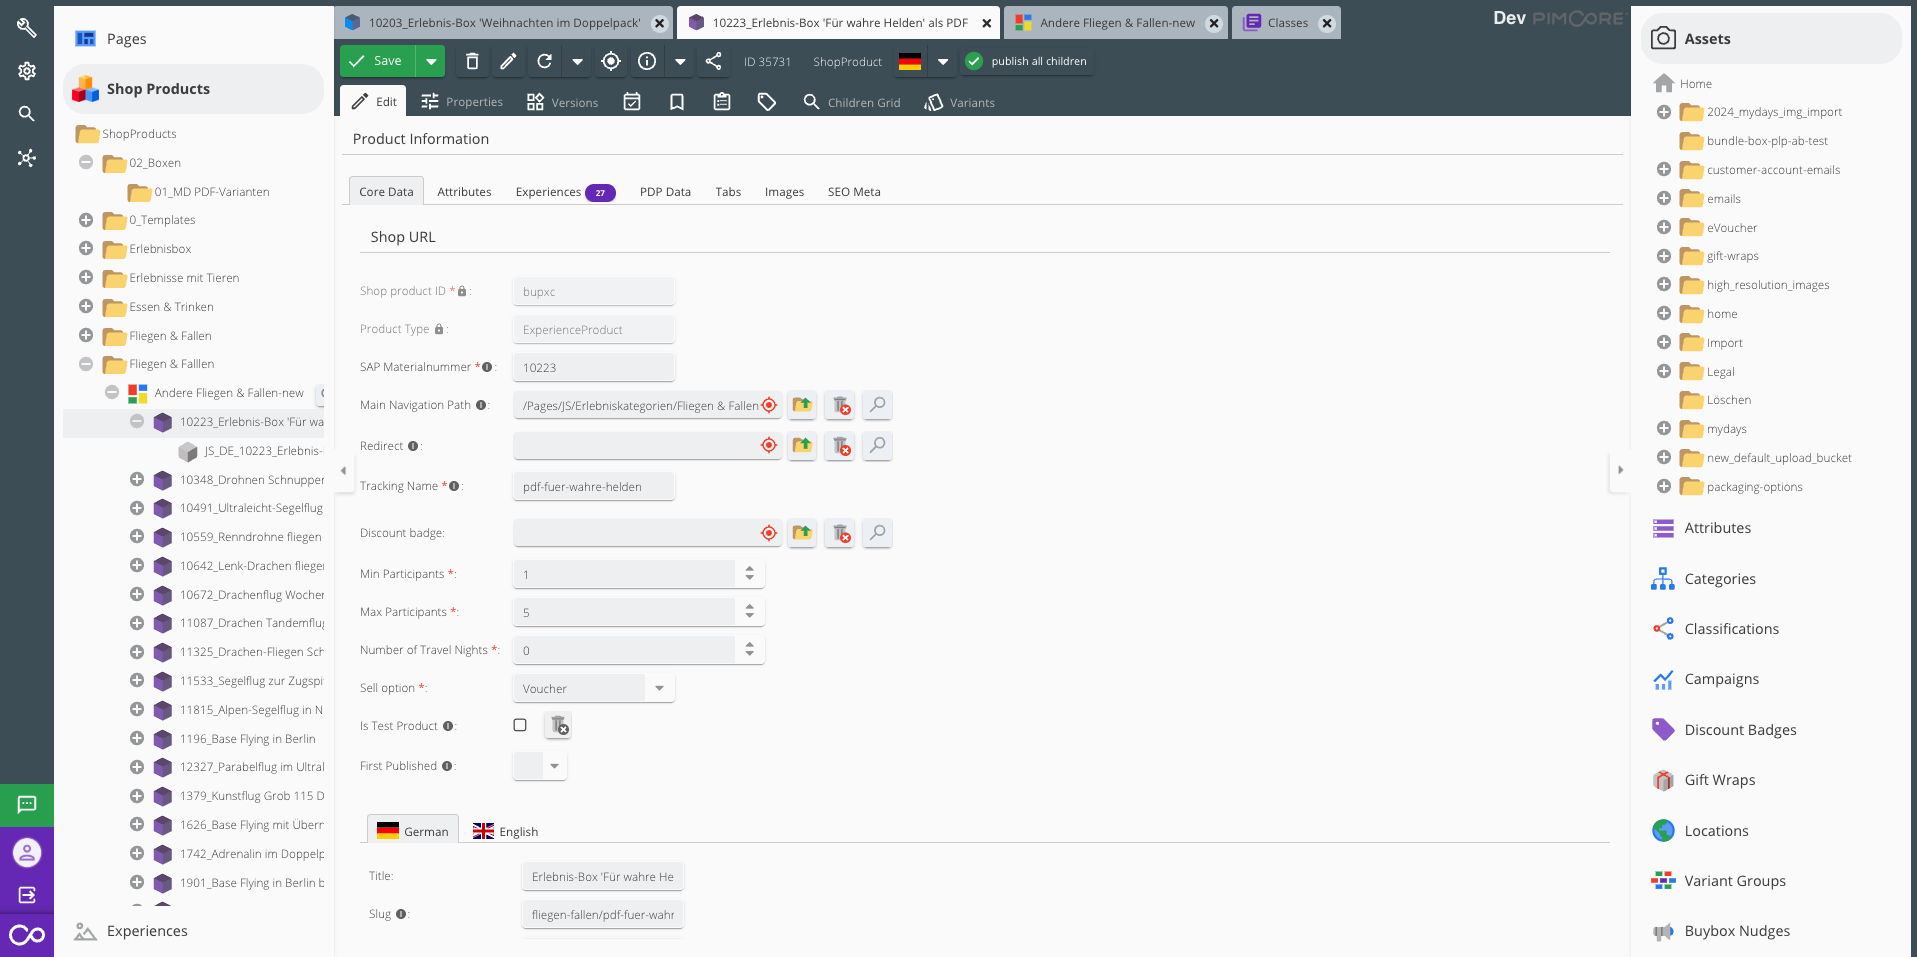 10203_Erlebnis-Box 'Weihnachten im Doppelpack'
10223_Erlebnis-Box 'Für wahre Helden' als PDF
Andere Fliegen & Fallen-new
Classes
Dev PIMCORE
Save
ID 35731
ShopProduct
publish all children
Edit
Properties
Versions
Children Grid
Variants
Pages
Shop Products
ShopProducts
02_Boxen
01_MD PDF-Varianten
0_Templates
Erlebnisbox
Erlebnisse mit Tieren
Essen & Trinken
Fliegen & Fallen
Fliegen & Falllen
Andere Fliegen & Fallen-new
10223_Erlebnis-Box 'Für wa
JS_DE_10223_Erlebnis-
10348_Drohnen Schnupper
10491_Ultraleicht-Segelflug
10559_Renndrohne fliegen
10642_Lenk-Drachen fliege
10672_Drachenflug Wocher
11087_Drachen Tandemflug
11325_Drachen-Fliegen Sch
11533_Segelflug zur Zugspi
11815_Alpen-Segelflug in N
1196_Base Flying in Berlin
12327_Parabelflug im Ultral
1379_Kunstflug Grob 115 D
1626_Base Flying mit Überr
1742_Adrenalin im Doppelp
1901_Base Flying in Berlin b
Experiences
Product Information
Core Data
Attributes
Experiences 27
PDP Data
Tabs
Images
SEO Meta
Shop URL
Shop product ID *: bupxc
Product Type : ExperienceProduct
SAP Materialnummer *: 10223
Main Navigation Path : /Pages/JS/Erlebniskategorien/Fliegen & Fallen
Redirect :
Tracking Name *: pdf-fuer-wahre-helden
Discount badge:
Min Participants *: 1
Max Participants *: 5
Number of Travel Nights *: 0
Sell option *: Voucher
Is Test Product :
First Published :
German
English
Title: Erlebnis-Box 'Für wahre He
Slug : fliegen-fallen/pdf-fuer-wahr
Assets
Home
2024_mydays_img_import
bundle-box-plp-ab-test
customer-account-emails
emails
eVoucher
gift-wraps
high_resolution_images
home
Import
Legal
Löschen
mydays
new_default_upload_bucket
packaging-options
Attributes
Categories
Classifications
Campaigns
Discount Badges
Gift Wraps
Locations
Variant Groups
Buybox Nudges